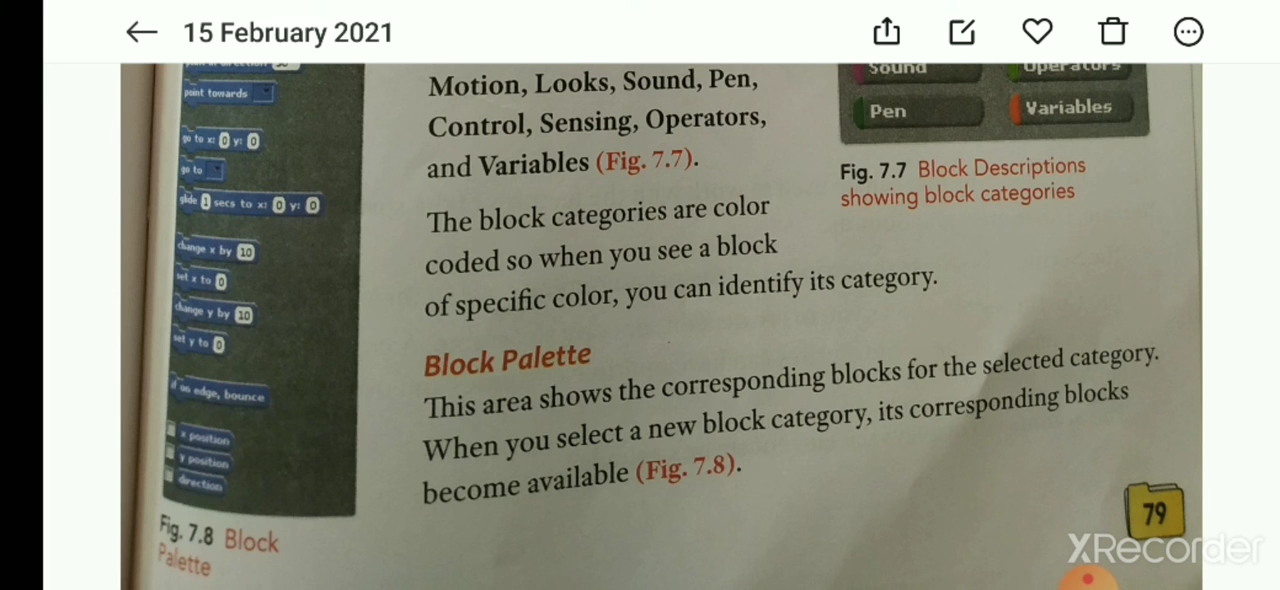 15 February 2021
point towards
go to x: 0 y: 0
go to
glide 1 secs to x: 0 y: 0
change x by 10
set x to 0
change y by 10
set y to 0
if on edge, bounce
x position
y position
direction
Fig. 7.8 Block
Palette
Motion, Looks, Sound, Pen,
Control, Sensing, Operators,
and Variables (Fig. 7.7).
The block categories are color
coded so when you see a block
of specific color, you can identify its category.
Block Palette
This area shows the corresponding blocks for the selected category.
When you select a new block category, its corresponding blocks
become available (Fig. 7.8).
Sound Operators
Pen Variables
Fig. 7.7 Block Descriptions
showing block categories
79
XRecorder